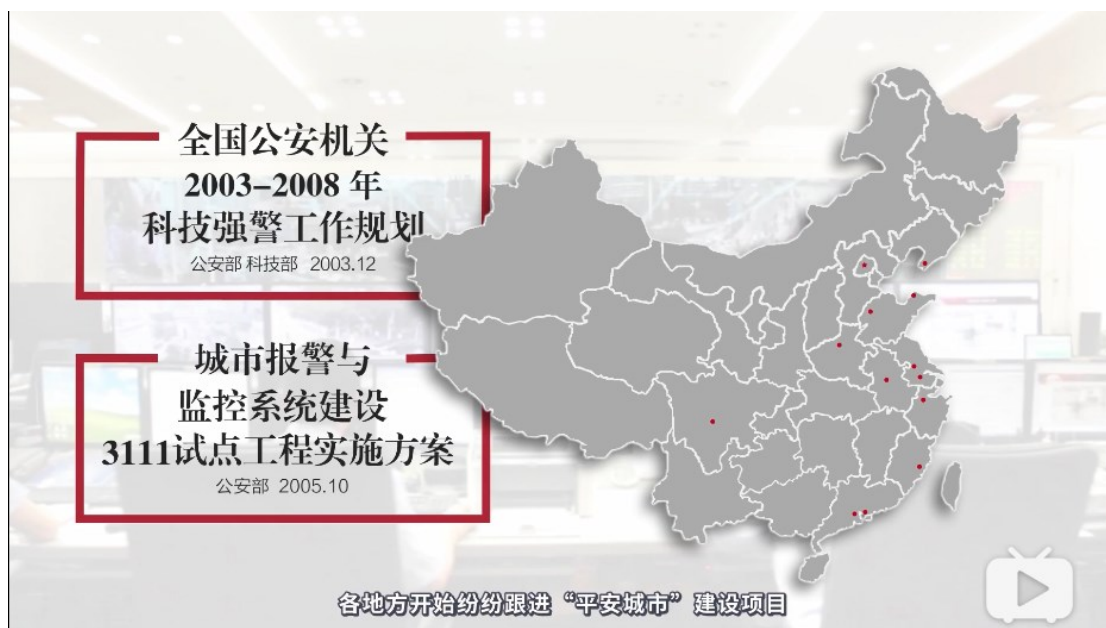 全国公安机关
2003-2008 年
科技强警工作规划
公安部 科技部 2003.12
城市报警与
监控系统建设
3111试点工程实施方案
公安部 2005.10
各地方开始纷纷跟进“平安城市”建设项目